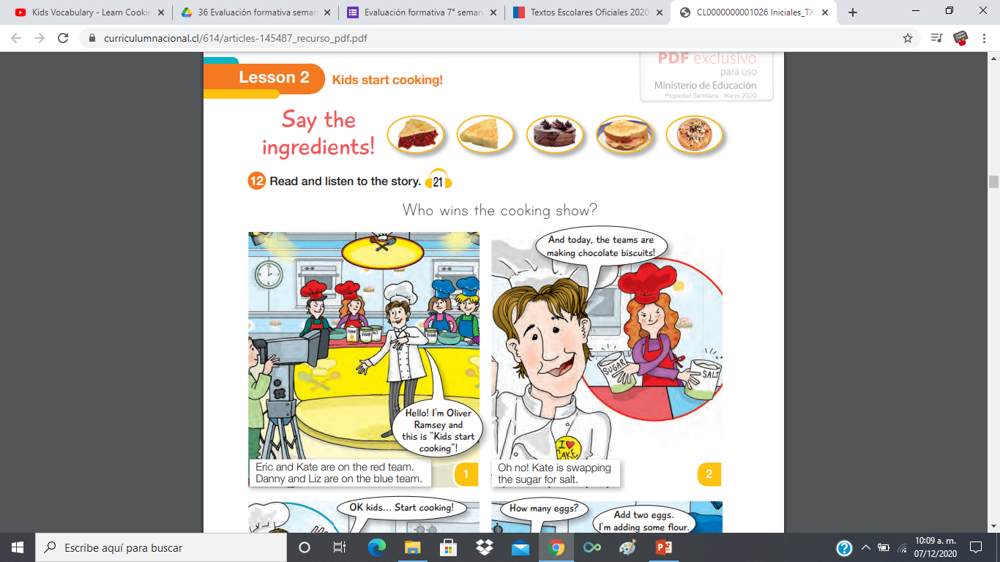 Kids Vocabulary - Learn Cookin
36 Evaluación formativa seman
Evaluación formativa 7° seman
Textos Escolares Oficiales 2020
CL0000000001026 Iniciales_TX
curriculumnacional.cl/614/articles-145487_recurso_pdf.pdf
PDF exclusivo
para uso
Ministerio de Educación
Propiedad Santillana - Marzo 2020
Lesson 2
Kids start cooking!
Say the
ingredients!
12 Read and listen to the story. 21
Who wins the cooking show?
FLOUR
SUGAR
SUGAR
Hello! I'm Oliver
Ramsey and
this is "Kids start
cooking"!
Eric and Kate are on the red team.
Danny and Liz are on the blue team.
1
And today, the teams are
making chocolate biscuits!
SUGAR
SALT
I ❤ CAKE
Oh no! Kate is swapping
the sugar for salt.
2
OK kids... Start cooking!
How many eggs?
Add two eggs.
I'm adding some flour.
Escribe aquí para buscar
10:09 a. m.
07/12/2020